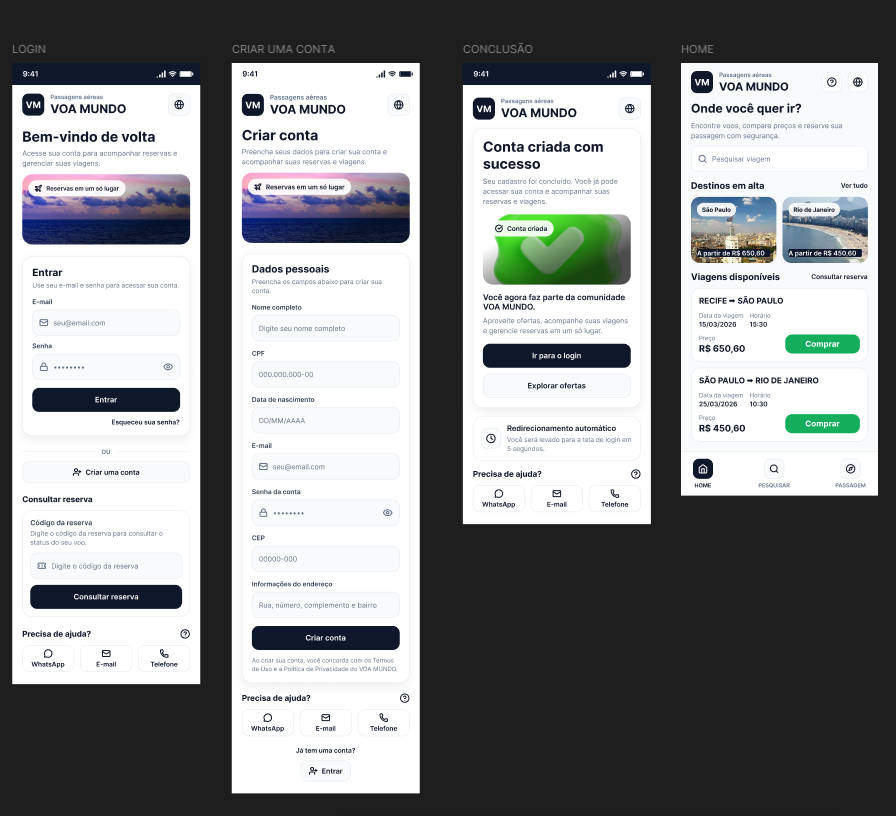 LOGIN
9:41
VM
Passagens aéreas
VOA MUNDO
Bem-vindo de volta
Acesse sua conta para acompanhar reservas e
gerenciar suas viagens.
Reservas em um só lugar
Entrar
Use seu e-mail e senha para acessar sua conta.
E-mail
seu@email.com
Senha
••••••••
Entrar
Esqueceu sua senha?
OU
Criar uma conta
Consultar reserva
Código da reserva
Digite o código da reserva para consultar o
status do seu voo.
Digite o código da reserva
Consultar reserva
Precisa de ajuda?
WhatsApp
E-mail
Telefone
CRIAR UMA CONTA
9:41
VM
Passagens aéreas
VOA MUNDO
Criar conta
Preencha seus dados para criar sua conta e
acompanhar suas reservas e viagens.
Reservas em um só lugar
Dados pessoais
Preencha os campos abaixo para criar sua
conta.
Nome completo
Digite seu nome completo
CPF
000.000.000-00
Data de nascimento
DD/MM/AAAA
E-mail
seu@email.com
Senha da conta
••••••••
CEP
00000-000
Informações do endereço
Rua, número, complemento e bairro
Criar conta
Ao criar sua conta, você concorda com os Termos
de Uso e a Política de Privacidade do VOA MUNDO.
Precisa de ajuda?
WhatsApp
E-mail
Telefone
Já tem uma conta?
Entrar
CONCLUSÃO
9:41
VM
Passagens aéreas
VOA MUNDO
Conta criada com
sucesso
Seu cadastro foi concluído. Você já pode
acessar sua conta e acompanhar suas
reservas e viagens.
Conta criada
Você agora faz parte da comunidade
VOA MUNDO.
Aproveite ofertas, acompanhe suas viagens
e gerencie reservas em um só lugar.
Ir para o login
Explorar ofertas
Redirecionamento automático
Você será levado para a tela de login em
5 segundos.
Precisa de ajuda?
WhatsApp
E-mail
Telefone
HOME
VM
Passagens aéreas
VOA MUNDO
Onde você quer ir?
Encontre voos, compare preços e reserve sua
passagem com segurança.
Pesquisar viagem
Destinos em alta
Ver tudo
São Paulo
A partir de R$ 650,60
Rio de Janeiro
A partir de R$ 450,60
Viagens disponíveis
Consultar reserva
RECIFE ➡ SÃO PAULO
Data da viagem
Horário
15/03/2026
15:30
Preço
R$ 650,60
Comprar
SÃO PAULO ➡ RIO DE JANEIRO
Data da viagem
Horário
25/03/2026
10:30
Preço
R$ 450,60
Comprar
HOME
PESQUISAR
PASSAGEM